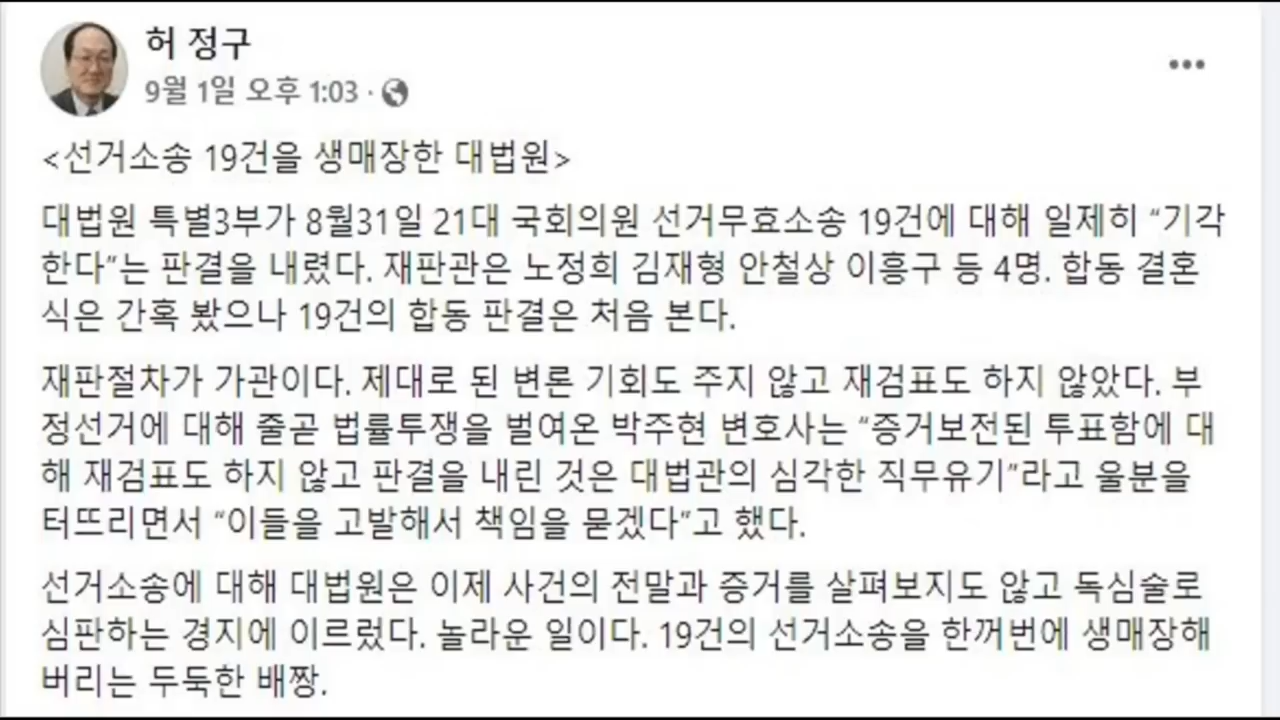 허 정구
9월 1일 오후 1:03 ·
<선거소송 19건을 생매장한 대법원>
대법원 특별3부가 8월31일 21대 국회의원 선거무효소송 19건에 대해 일제히 “기각
한다”는 판결을 내렸다. 재판관은 노정희 김재형 안철상 이흥구 등 4명. 합동 결혼
식은 간혹 봤으나 19건의 합동 판결은 처음 본다.
재판절차가 가관이다. 제대로 된 변론 기회도 주지 않고 재검표도 하지 않았다. 부
정선거에 대해 줄곧 법률투쟁을 벌여온 박주현 변호사는 “증거보전된 투표함에 대
해 재검표도 하지 않고 판결을 내린 것은 대법관의 심각한 직무유기”라고 울분을
터뜨리면서 “이들을 고발해서 책임을 묻겠다”고 했다.
선거소송에 대해 대법원은 이제 사건의 전말과 증거를 살펴보지도 않고 독심술로
심판하는 경지에 이르렀다. 놀라운 일이다. 19건의 선거소송을 한꺼번에 생매장해
버리는 두둑한 배짱.